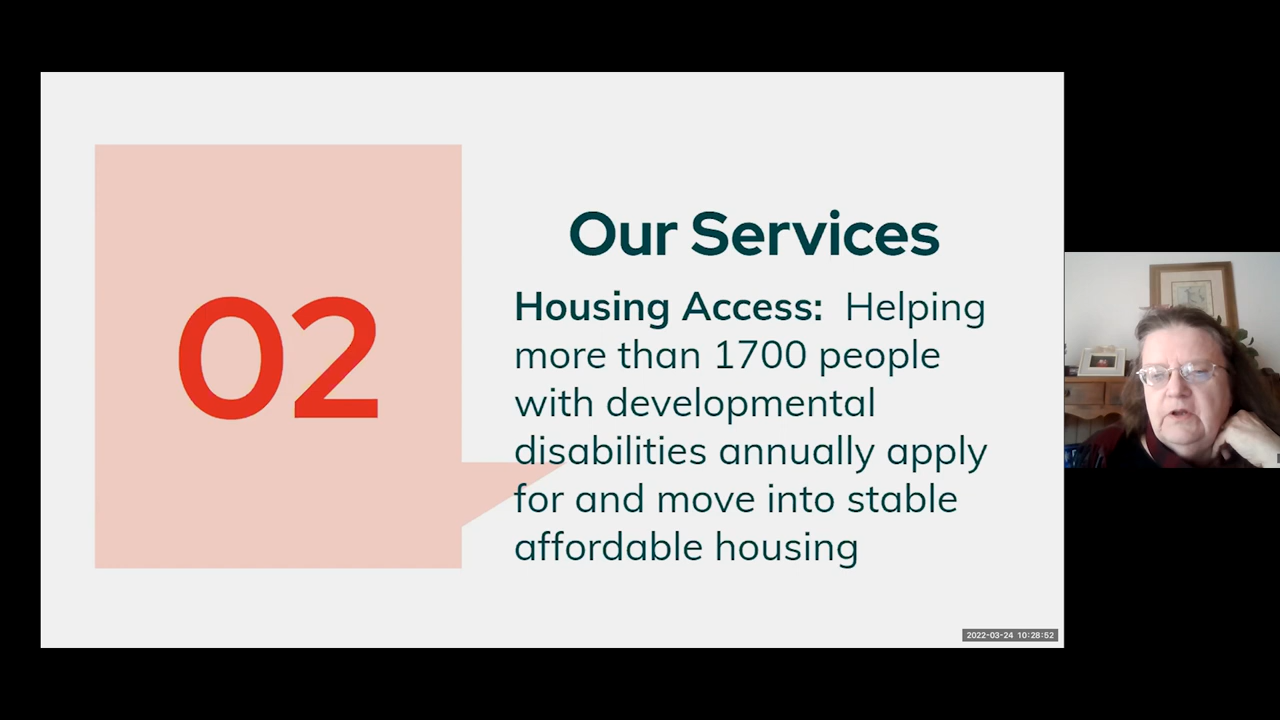 02
Our Services
Housing Access: Helping
more than 1700 people
with developmental
disabilities annually apply
for and move into stable
affordable housing
2022-03-24 10:28:52